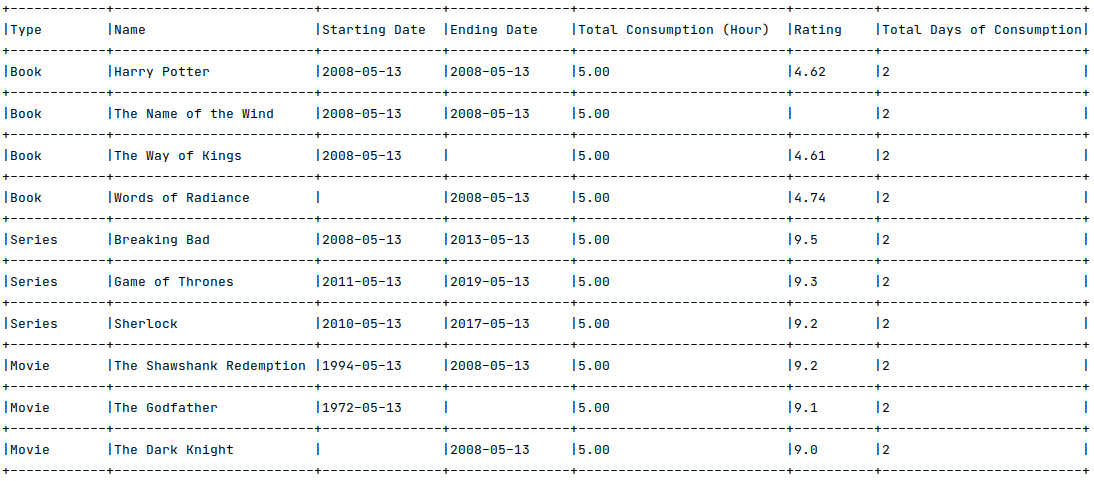 +------------+--------------------------+---------------+---------------+--------------------------+----------+-------------------------+
|Type        |Name                      |Starting Date  |Ending Date    |Total Consumption (Hour)  |Rating    |Total Days of Consumption|
+------------+--------------------------+---------------+---------------+--------------------------+----------+-------------------------+
|Book        |Harry Potter              |2008-05-13     |2008-05-13     |5.00                      |4.62      |2                        |
+------------+--------------------------+---------------+---------------+--------------------------+----------+-------------------------+
|Book        |The Name of the Wind      |2008-05-13     |2008-05-13     |5.00                      |          |2                        |
+------------+--------------------------+---------------+---------------+--------------------------+----------+-------------------------+
|Book        |The Way of Kings          |2008-05-13     |               |5.00                      |4.61      |2                        |
+------------+--------------------------+---------------+---------------+--------------------------+----------+-------------------------+
|Book        |Words of Radiance         |               |2008-05-13     |5.00                      |4.74      |2                        |
+------------+--------------------------+---------------+---------------+--------------------------+----------+-------------------------+
|Series      |Breaking Bad              |2008-05-13     |2013-05-13     |5.00                      |9.5       |2                        |
+------------+--------------------------+---------------+---------------+--------------------------+----------+-------------------------+
|Series      |Game of Thrones           |2011-05-13     |2019-05-13     |5.00                      |9.3       |2                        |
+------------+--------------------------+---------------+---------------+--------------------------+----------+-------------------------+
|Series      |Sherlock                  |2010-05-13     |2017-05-13     |5.00                      |9.2       |2                        |
+------------+--------------------------+---------------+---------------+--------------------------+----------+-------------------------+
|Movie       |The Shawshank Redemption  |1994-05-13     |2008-05-13     |5.00                      |9.2       |2                        |
+------------+--------------------------+---------------+---------------+--------------------------+----------+-------------------------+
|Movie       |The Godfather             |1972-05-13     |               |5.00                      |9.1       |2                        |
+------------+--------------------------+---------------+---------------+--------------------------+----------+-------------------------+
|Movie       |The Dark Knight           |               |2008-05-13     |5.00                      |9.0       |2                        |
+------------+--------------------------+---------------+---------------+--------------------------+----------+-------------------------+